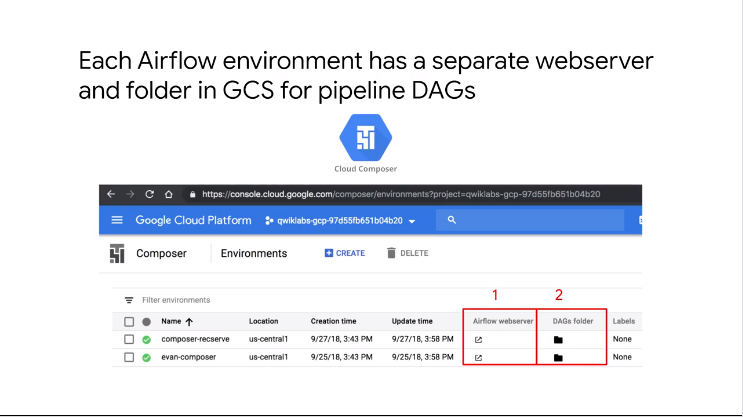 Each Airflow environment has a separate webserver
and folder in GCS for pipeline DAGs
Cloud Composer
https://console.cloud.google.com/composer/environments?project=qwiklabs-gcp-97d55fb651b04b20
Google Cloud Platform qwiklabs-gcp-97d55fb651b04b20
Composer Environments CREATE DELETE
1 2
Filter environments
Name Location Creation time Update time Airflow webserver DAGs folder Labels
composer-recserve us-central1 9/27/18, 3:43 PM 9/27/18, 3:58 PM None
evan-composer us-central1 9/25/18, 3:43 PM 9/25/18, 3:58 PM None